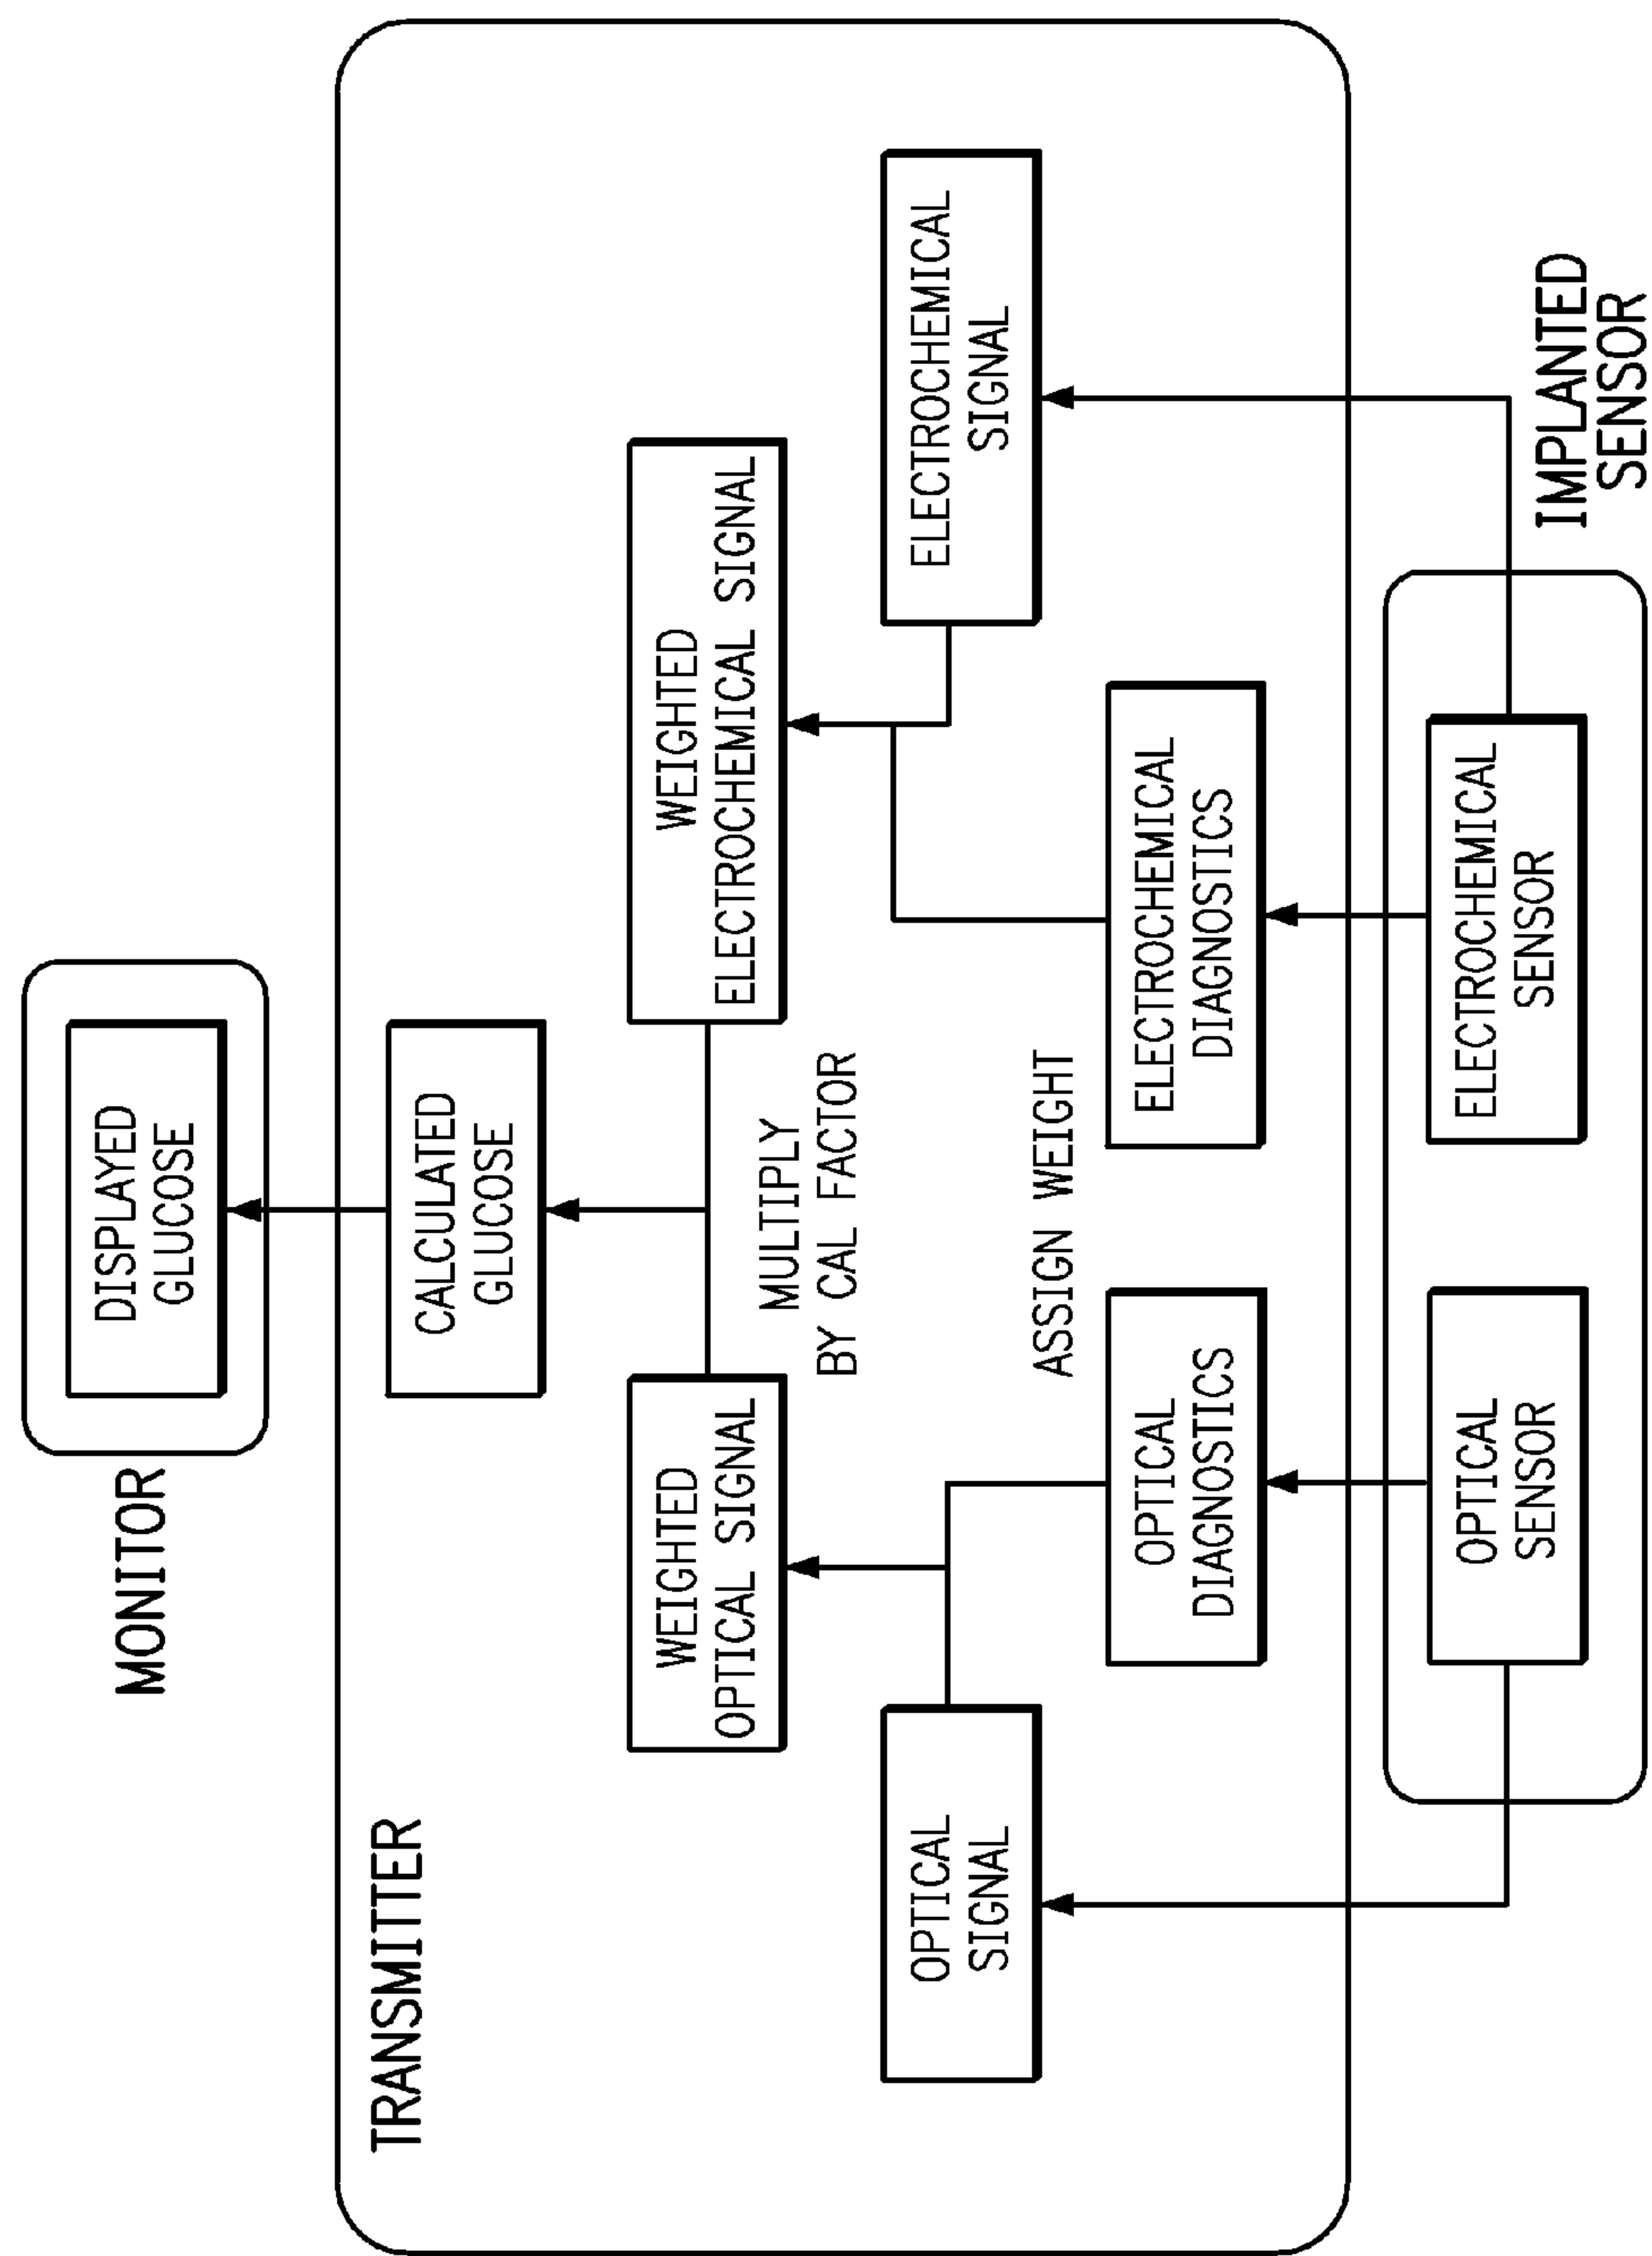 MONITOR
DISPLAYED
GLUCOSE
TRANSMITTER
CALCULATED
GLUCOSE
WEIGHTED
OPTICAL SIGNAL
MULTIPLY
BY CAL FACTOR
WEIGHTED
ELECTROCHEMICAL SIGNAL
OPTICAL
SIGNAL
ASSIGN WEIGHT
ELECTROCHEMICAL
SIGNAL
OPTICAL
DIAGNOSTICS
ELECTROCHEMICAL
DIAGNOSTICS
OPTICAL
SENSOR
ELECTROCHEMICAL
SENSOR
IMPLANTED
SENSOR